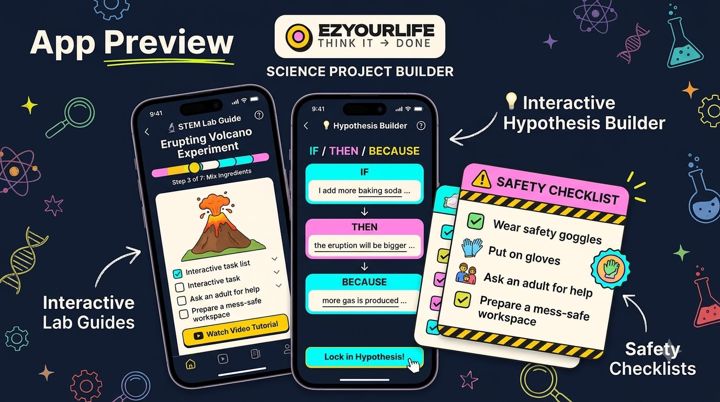 App Preview
EZYOURLIFE
THINK IT → DONE
SCIENCE PROJECT BUILDER
9:41
STEM Lab Guide
Erupting Volcano
Experiment
Step 3 of 7: Mix Ingredients
Interactive task list
Interactive task
Ask an adult for help
Prepare a mess-safe
workspace
Watch Video Tutorial
Interactive
Lab Guides
9:41
Hypothesis Builder
IF / THEN / BECAUSE
IF
I add more baking soda ...
THEN
the eruption will be bigger ...
BECAUSE
more gas is produced ...
Lock in Hypothesis!
Interactive
Hypothesis Builder
SAFETY CHECKLIST
Wear safety goggles
Put on gloves
Ask an adult for help
Prepare a mess-safe
workspace
Safety
Checklists